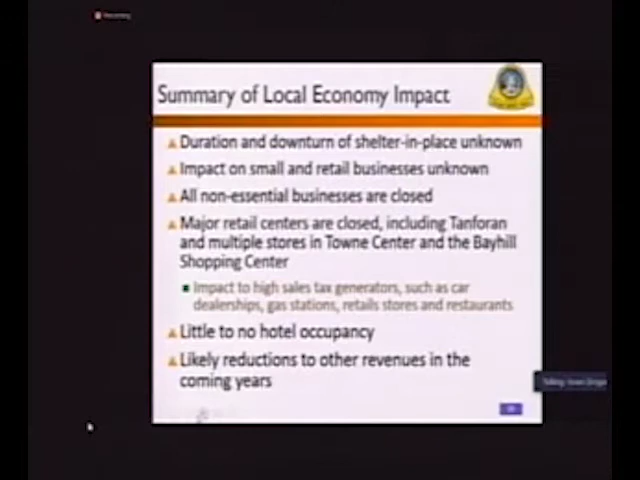 Recording
Summary of Local Economy Impact
Duration and downturn of shelter-in-place unknown
Impact on small and retail businesses unknown
All non-essential businesses are closed
Major retail centers are closed, including Tanforan
and multiple stores in Towne Center and the Bayhill
Shopping Center
Impact to high sales tax generators, such as car
dealerships, gas stations, retails stores and restaurants
Little to no hotel occupancy
Likely reductions to other revenues in the
coming years
Talking: